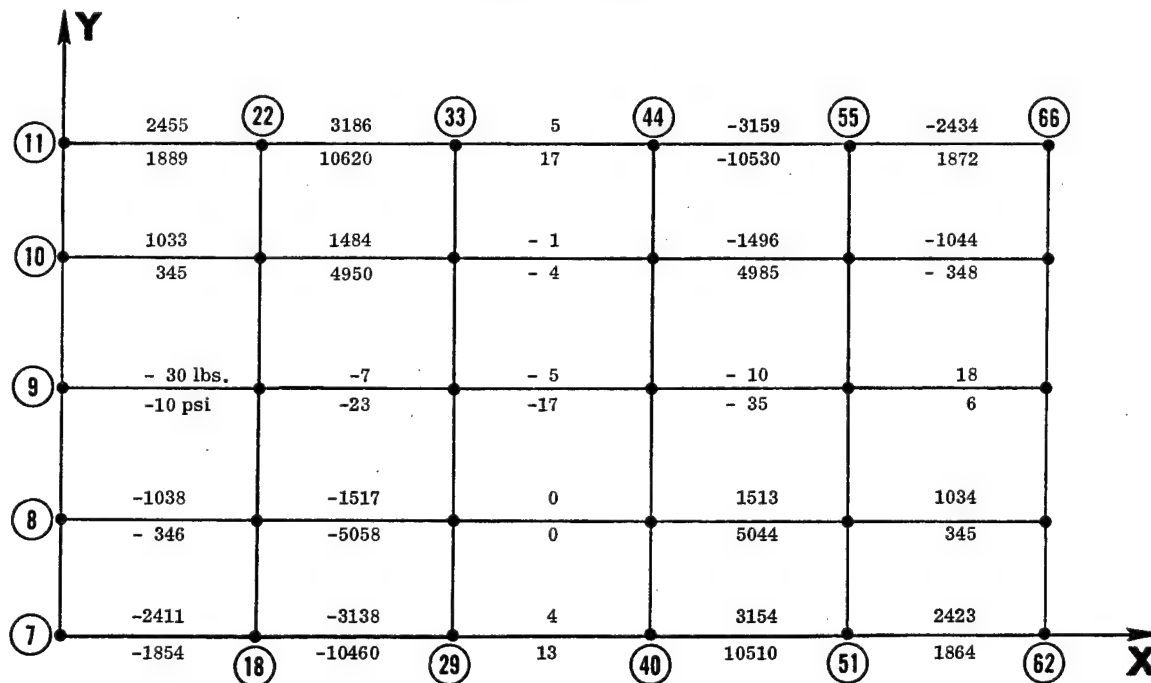 Y
22 33 44 55 66
2455 3186 5 -3159 -2434
11
1889 10620 17 -10530 1872
1033 1484 - 1 -1496 -1044
10
345 4950 - 4 4985 - 348
- 30 lbs. -7 - 5 - 10 18
9
-10 psi -23 -17 - 35 6
-1038 -1517 0 1513 1034
8
- 346 -5058 0 5044 345
-2411 -3138 4 3154 2423
7
-1854 -10460 13 10510 1864 X
18 29 40 51 62